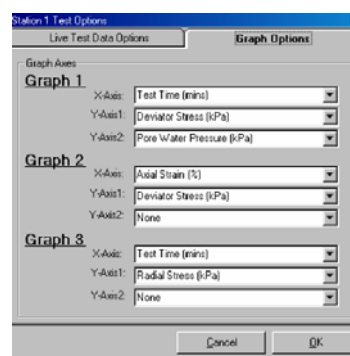 Station 1 Test Options
Live Test Data Options Graph Options
Graph Axes
Graph 1
X-Axis: Test Time (mins)
Y-Axis1: Deviator Stress (kPa)
Y-Axis2: Pore Water Pressure (kPa)
Graph 2
X-Axis: Axial Strain (%)
Y-Axis1: Deviator Stress (kPa)
Y-Axis2: None
Graph 3
X-Axis: Test Time (mins)
Y-Axis1: Radial Stress (kPa)
Y-Axis2: None
Cancel OK